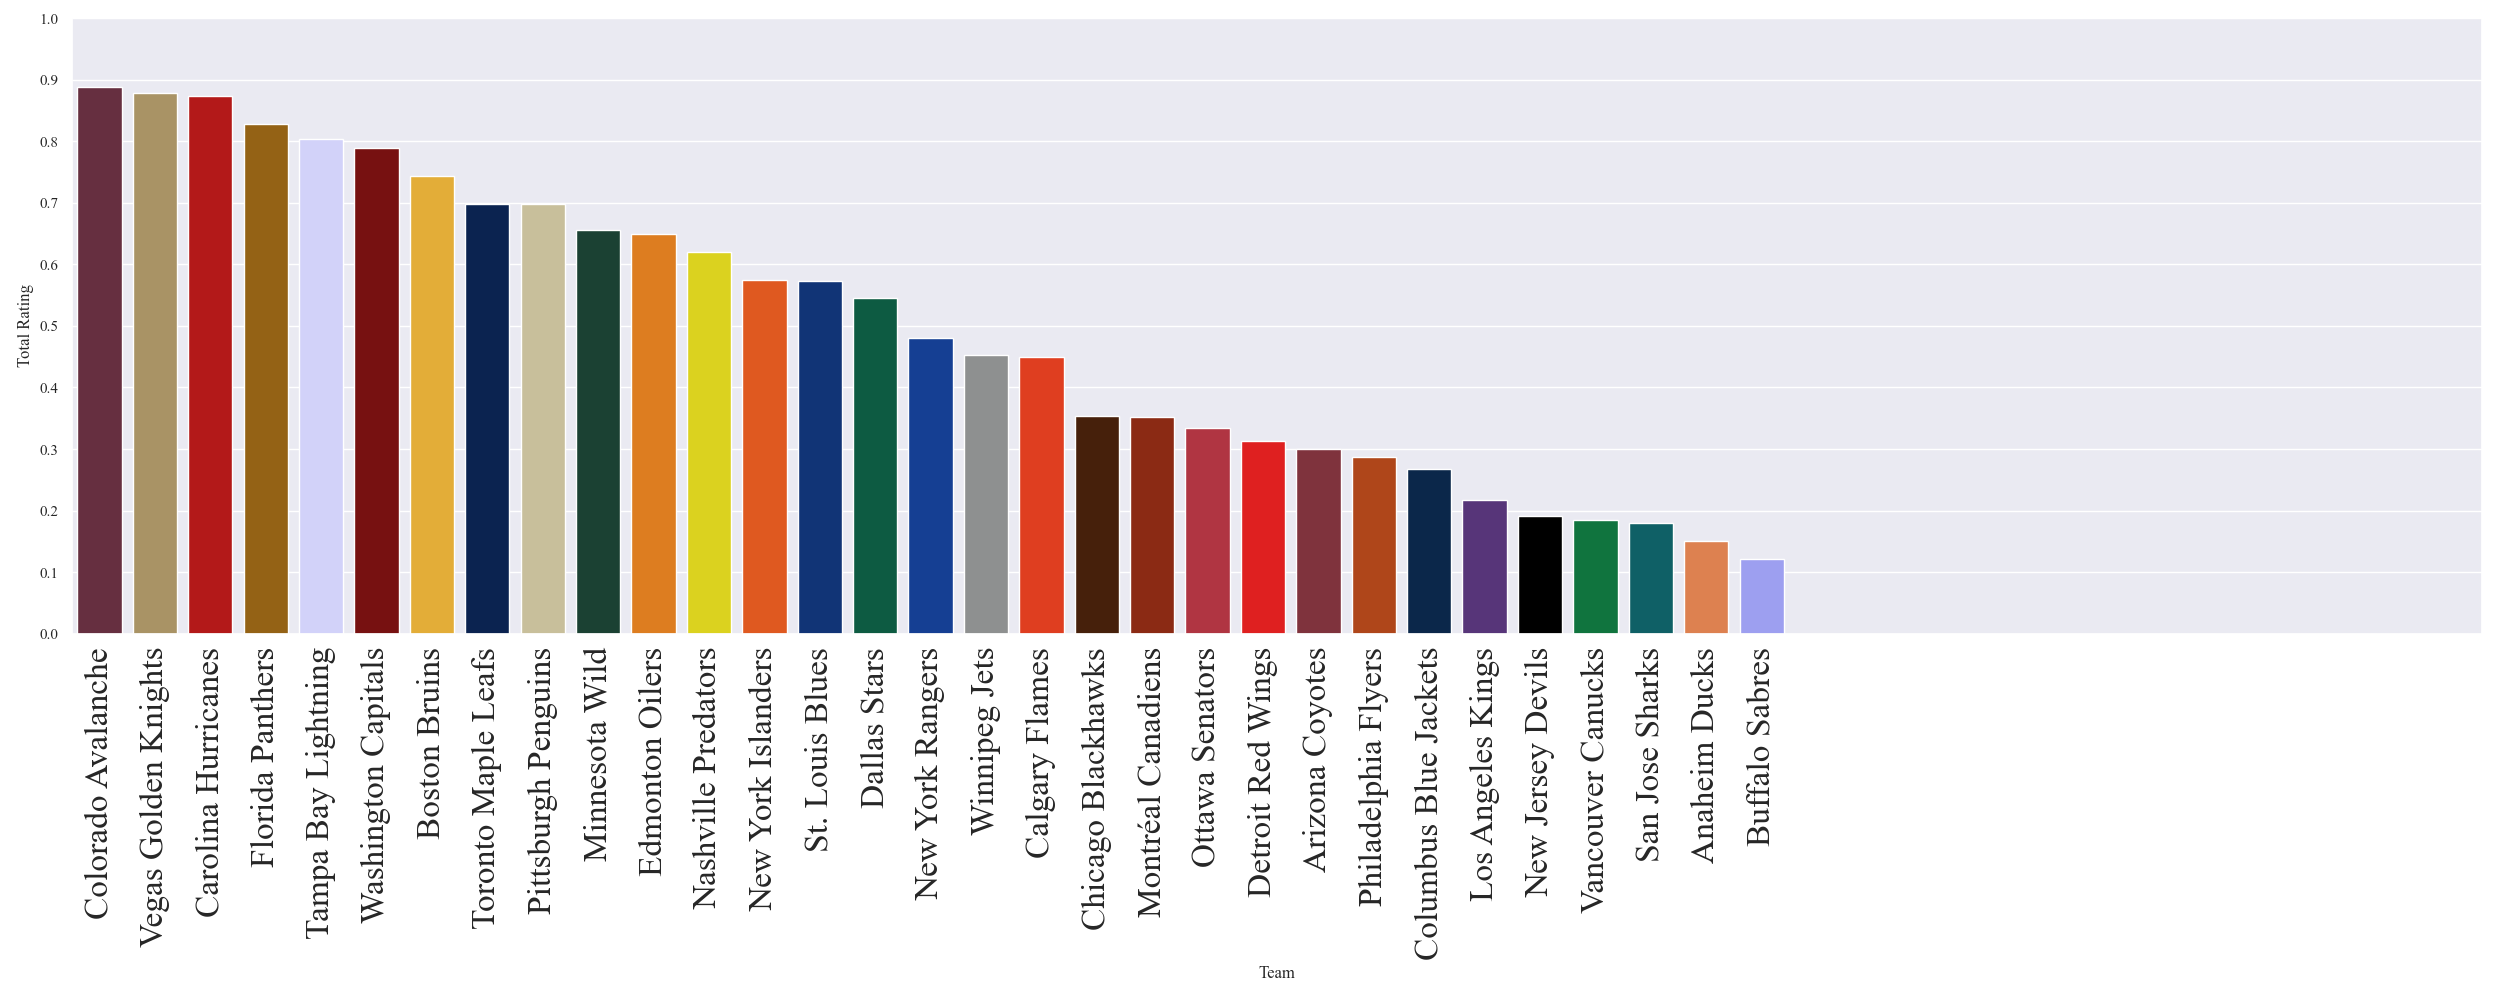 1.0
0.9
0.8
0.7
0.6
0.5
0.4
0.3
0.2
0.1
0.0
Total Rating
Colorado Avalanche
Vegas Golden Knights
Carolina Hurricanes
Florida Panthers
Tampa Bay Lightning
Washington Capitals
Boston Bruins
Toronto Maple Leafs
Pittsburgh Penguins
Minnesota Wild
Edmonton Oilers
Nashville Predators
New York Islanders
St. Louis Blues
Dallas Stars
New York Rangers
Winnipeg Jets
Calgary Flames
Chicago Blackhawks
Montréal Canadiens
Ottawa Senators
Detroit Red Wings
Arizona Coyotes
Philadelphia Flyers
Columbus Blue Jackets
Los Angeles Kings
New Jersey Devils
Vancouver Canucks
San Jose Sharks
Anaheim Ducks
Buffalo Sabres
Team